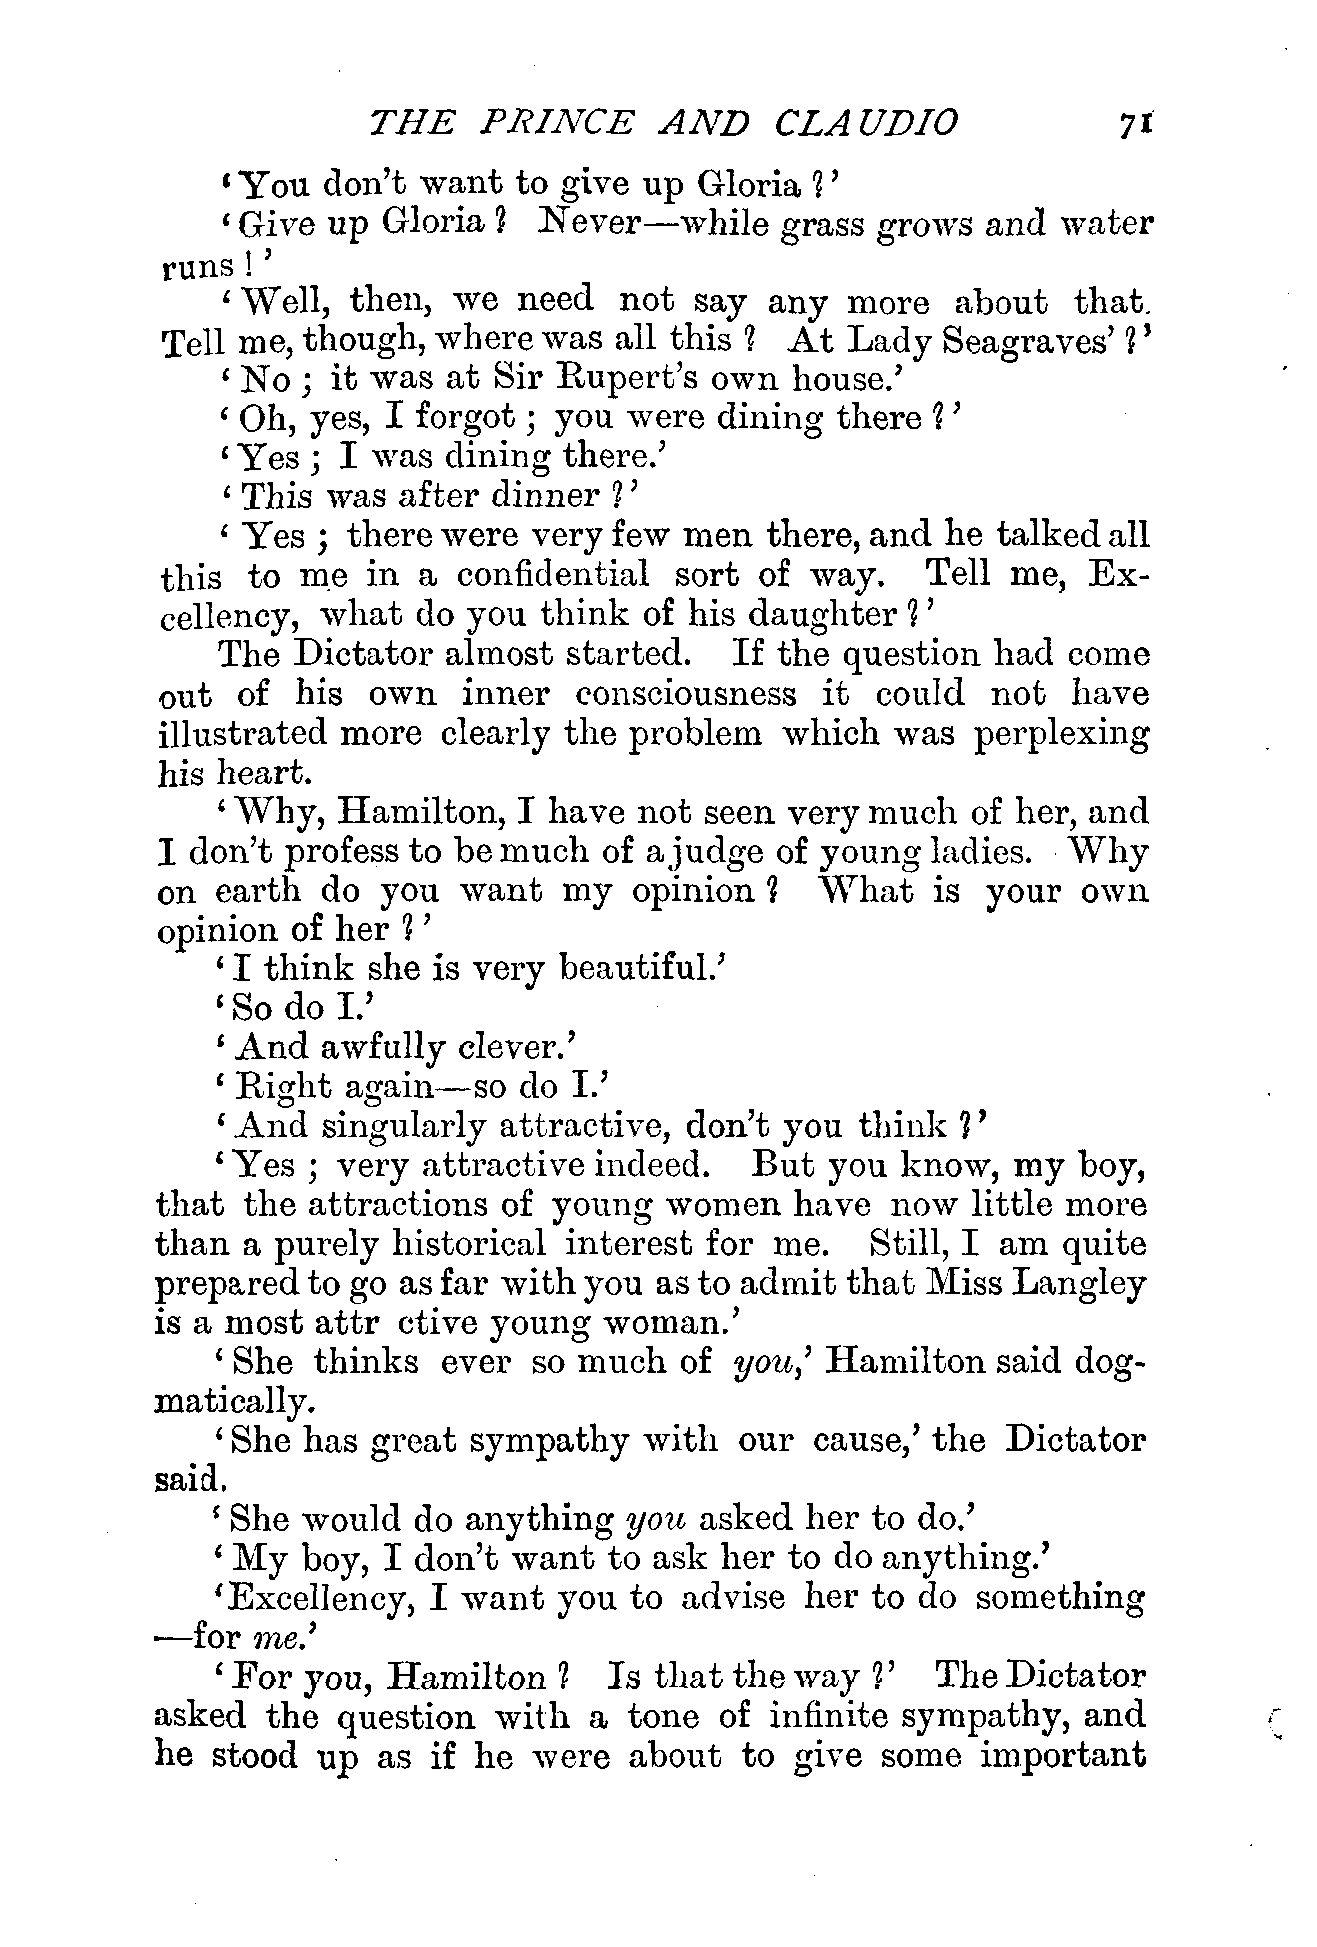 THE PRINCE AND CLAUDIO 71
‘You don’t want to give up Gloria?’
‘Give up Gloria? Never—while grass grows and water
runs!’
‘Well, then, we need not say any more about that.
Tell me, though, where was all this? At Lady Seagraves’?’
‘No; it was at Sir Rupert’s own house.’
‘Oh, yes, I forgot; you were dining there?’
‘Yes; I was dining there.’
‘This was after dinner?’
‘Yes; there were very few men there, and he talked all
this to me in a confidential sort of way. Tell me, Ex-
cellency, what do you think of his daughter?’
The Dictator almost started. If the question had come
out of his own inner consciousness it could not have
illustrated more clearly the problem which was perplexing
his heart.
‘Why, Hamilton, I have not seen very much of her, and
I don’t profess to be much of a judge of young ladies. Why
on earth do you want my opinion? What is your own
opinion of her?’
‘I think she is very beautiful.’
‘So do I.’
‘And awfully clever.’
‘Right again—so do I.’
‘And singularly attractive, don’t you think?’
‘Yes; very attractive indeed. But you know, my boy,
that the attractions of young women have now little more
than a purely historical interest for me. Still, I am quite
prepared to go as far with you as to admit that Miss Langley
is a most attr ctive young woman.’
‘She thinks ever so much of you,’ Hamilton said dog-
matically.
‘She has great sympathy with our cause,’ the Dictator
said.
‘She would do anything you asked her to do.’
‘My boy, I don’t want to ask her to do anything.’
‘Excellency, I want you to advise her to do something
—for me.’
‘For you, Hamilton? Is that the way?’ The Dictator
asked the question with a tone of infinite sympathy, and
he stood up as if he were about to give some important